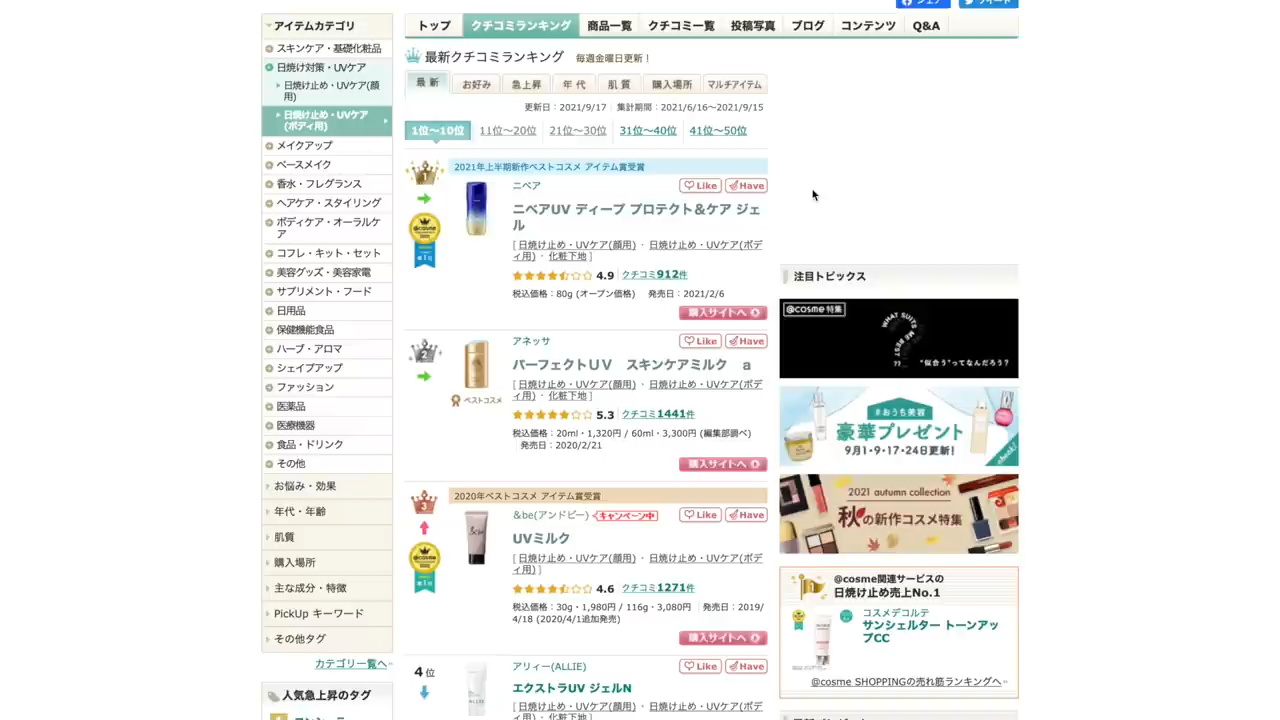 シェア
ツイート
トップ
クチコミランキング
商品一覧
クチコミ一覧
投稿写真
ブログ
コンテンツ
Q&A
アイテムカテゴリ
スキンケア・基礎化粧品
日焼け対策・UVケア
日焼け止め・UVケア(顔
用)
日焼け止め・UVケア
(ボディ用)
メイクアップ
ベースメイク
香水・フレグランス
ヘアケア・スタイリング
ボディケア・オーラルケ
ア
コフレ・キット・セット
美容グッズ・美容家電
サプリメント・フード
日用品
保健機能食品
ハーブ・アロマ
シェイプアップ
ファッション
医薬品
医療機器
食品・ドリンク
その他
お悩み・効果
年代・年齢
肌質
購入場所
主な成分・特徴
PickUp キーワード
その他タグ
カテゴリ一覧へ
人気急上昇のタグ
最新クチコミランキング 毎週金曜日更新！
最新
お好み
急上昇
年代
肌質
購入場所
マルチアイテム
更新日：2021/9/17 集計期間：2021/6/16～2021/9/15
1位～10位
11位～20位
21位～30位
31位～40位
41位～50位
1
2021年上半期新作ベストコスメ アイテム賞受賞
ニベア
Like
Have
ニベアUV ディープ プロテクト＆ケア ジェ
ル
[ 日焼け止め・UVケア(顔用) ・ 日焼け止め・UVケア(ボデ
ィ用) ・ 化粧下地 ]
4.9 クチコミ912件
税込価格：80g (オープン価格) 発売日：2021/2/6
購入サイトへ
2
アネッサ
Like
Have
パーフェクトＵＶ　スキンケアミルク　ａ
[ 日焼け止め・UVケア(顔用) ・ 日焼け止め・UVケア(ボデ
ィ用) ・ 化粧下地 ]
ベストコスメ
5.3 クチコミ1441件
税込価格：20ml・1,320円 / 60ml・3,300円 (編集部調べ)
発売日：2020/2/21
購入サイトへ
3
2020年ベストコスメ アイテム賞受賞
＆be(アンドビー)
キャンペーン中
Like
Have
UVミルク
[ 日焼け止め・UVケア(顔用) ・ 日焼け止め・UVケア(ボデ
ィ用) ]
4.6 クチコミ1271件
税込価格：30g・1,980円 / 116g・3,080円 発売日：2019/
4/18 (2020/4/1追加発売)
購入サイトへ
4 位
アリィー(ALLIE)
Like
Have
エクストラUV ジェルN
[ 日焼け止め・UVケア(顔用) ・ 日焼け止め・UVケア(ボデ
ィ用) ・ 化粧下地 ]
注目トピックス
@cosme 特集
WHAT SUITS ME BEST ??
“似合う”ってなんだろう？
#おうち美容
豪華プレゼント
9月1・9・17・24日更新！
2021 autumn collection
秋の新作コスメ特集
@cosme関連サービスの
日焼け止め売上No.1
コスメデコルテ
サンシェルター トーンアッ
プCC
@cosme SHOPPINGの売れ筋ランキングへ